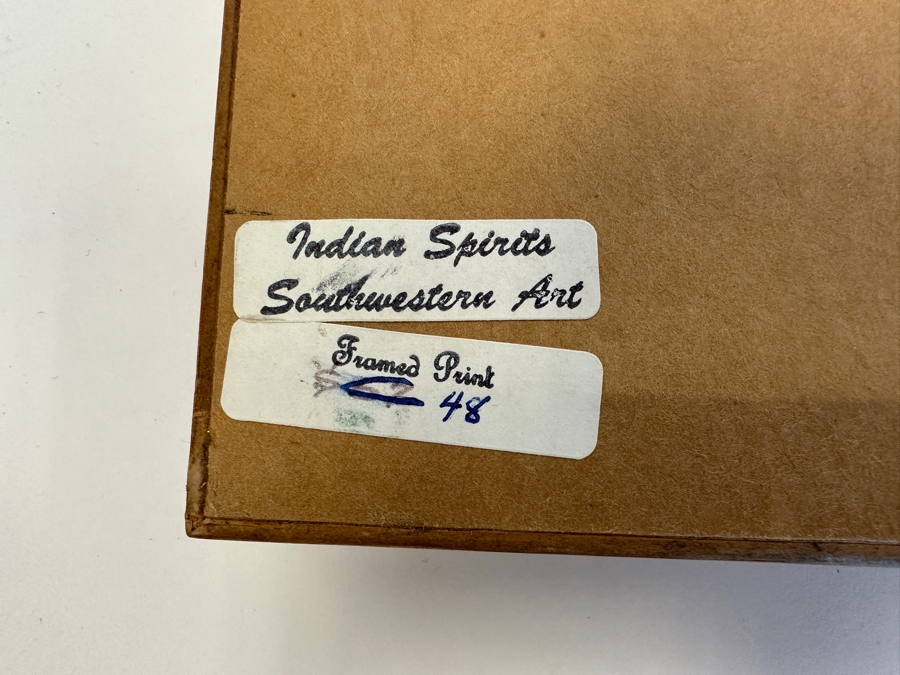 Indian Spirits
Southwestern Art
Framed Print
48